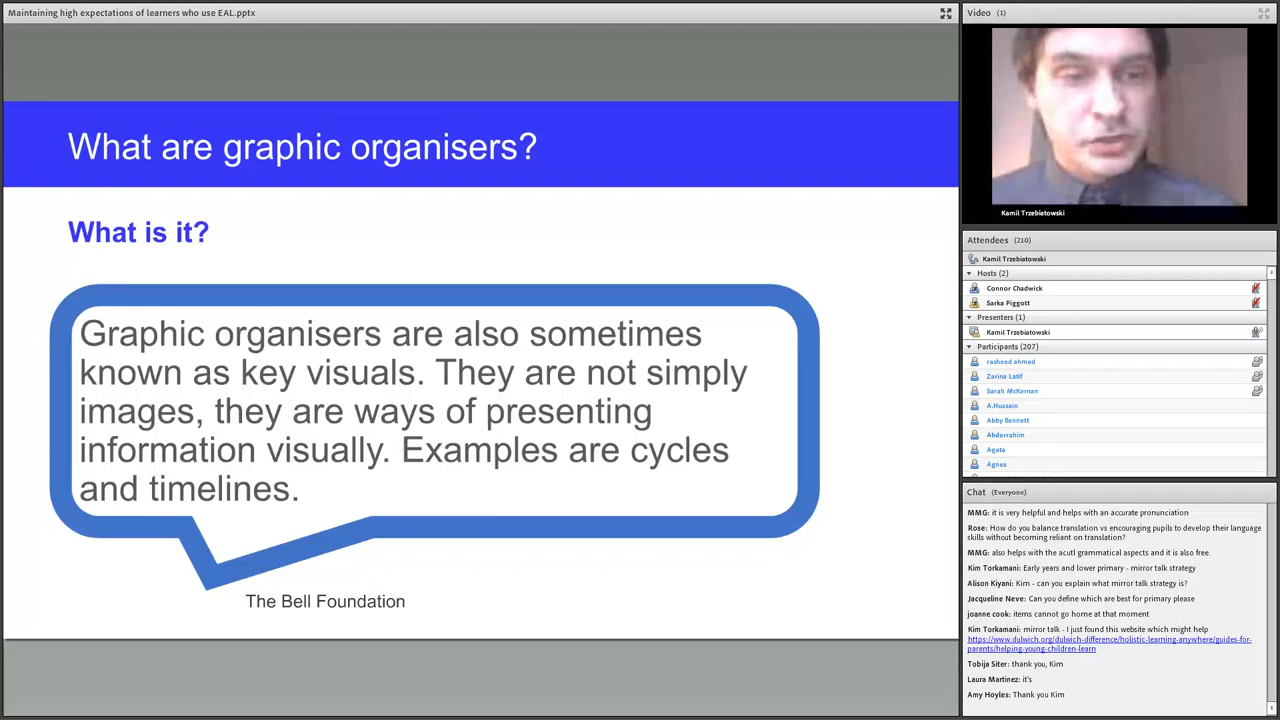 Maintaining high expectations of learners who use EAL.pptx
What are graphic organisers?
What is it?
Graphic organisers are also sometimes
known as key visuals. They are not simply
images, they are ways of presenting
information visually. Examples are cycles
and timelines.
The Bell Foundation
Video (1)
Kamil Trzebiatowski
Attendees (210)
Kamil Trzebiatowski
Hosts (2)
Connor Chadwick
Sarka Piggott
Presenters (1)
Kamil Trzebiatowski
Participants (207)
rasheed ahmed
Zarina Latif
Sarah McKernan
A.Hussain
Abby Bennett
Abderrahim
Agata
Agnes
Chat (Everyone)
MMG: it is very helpful and helps with an accurate pronunciation
Rose: How do you balance translation vs encouraging pupils to develop their language
skills without becoming reliant on translation?
MMG: also helps with the acutl grammatical aspects and it is also free.
Kim Torkamani: Early years and lower primary - mirror talk strategy
Alison Kiyani: Kim - can you explain what mirror talk strategy is?
Jacqueline Neve: Can you define which are best for primary please
joanne cook: items cannot go home at that moment
Kim Torkamani: mirror talk - I just found this website which might help
https://www.dulwich.org/dulwich-difference/holistic-learning-anywhere/guides-for-
parents/helping-young-children-learn
Tobija Siter: thank you, Kim
Laura Martinez: it's
Amy Hoyles: Thank you Kim